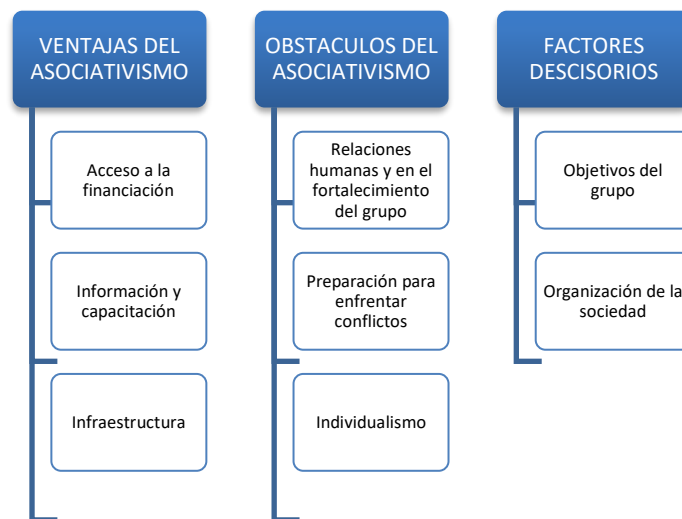 VENTAJAS DEL
ASOCIATIVISMO
Acceso a la
financiación
Información y
capacitación
Infraestructura
OBSTACULOS DEL
ASOCIATIVISMO
Relaciones
humanas y en el
fortalecimiento
del grupo
Preparación para
enfrentar
conflictos
Individualismo
FACTORES
DESCISORIOS
Objetivos del
grupo
Organización de la
sociedad